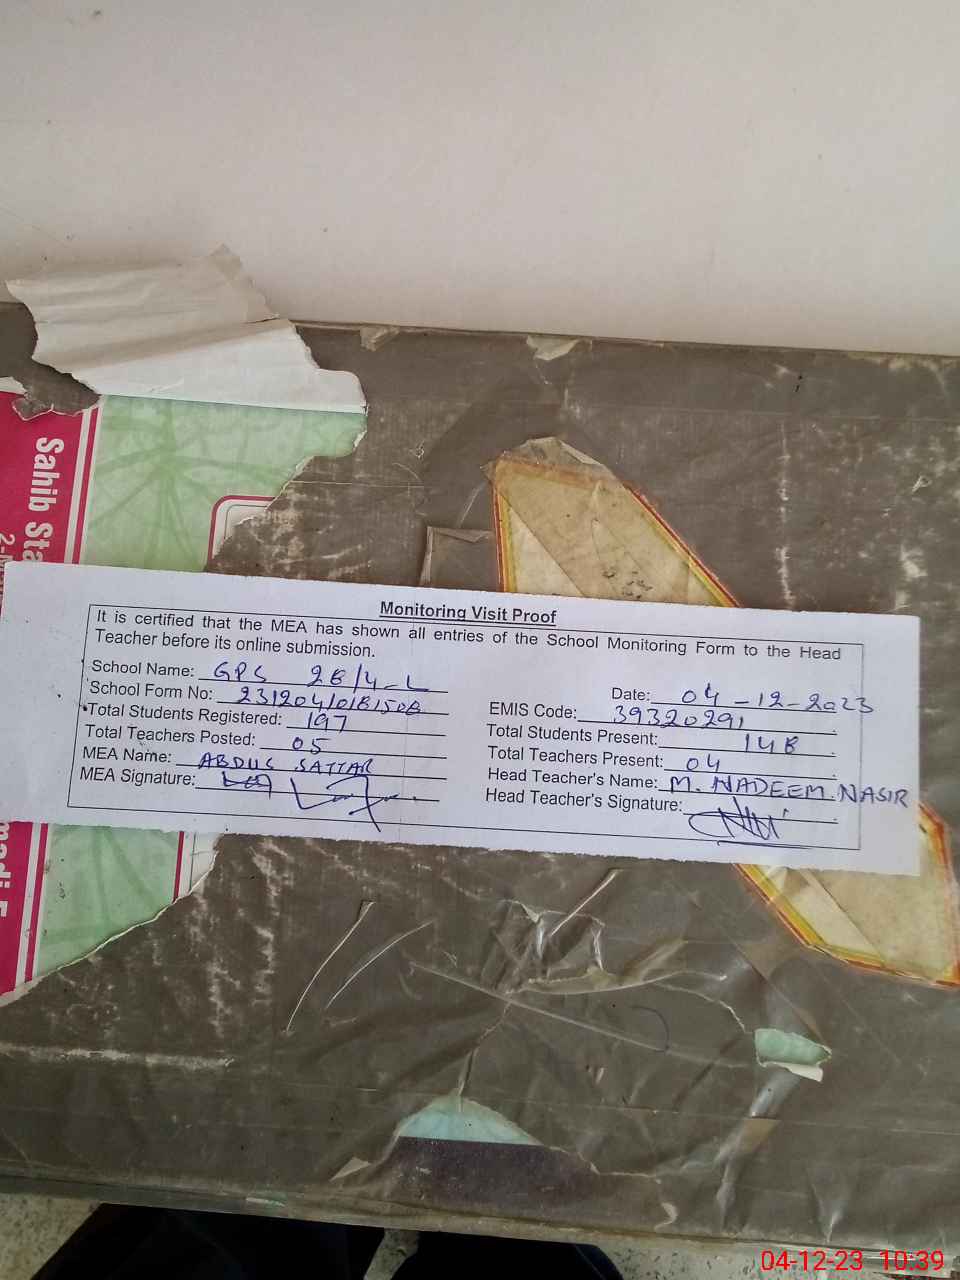 Sahib Sta
Monitoring Visit Proof
It is certified that the MEA has shown all entries of the School Monitoring Form to the Head
Teacher before its online submission.
School Name: GPS 28/4-L
Date: 04-12-2023
School Form No:
EMIS Code: 39320291
Total Students Registered: 197
Total Students Present: 148
Total Teachers Posted: 05
Total Teachers Present: 04
MEA Name: ABDUS SATTAR
Head Teacher's Name: M. NADEEM NASIR
MEA Signature:
Head Teacher's Signature:
04-12-23 10:39